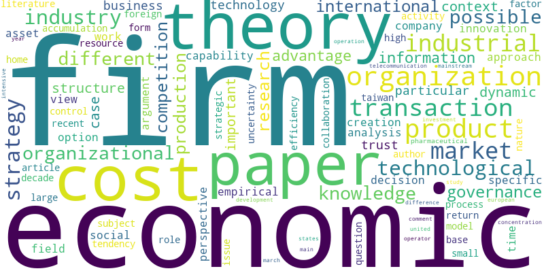 literature foreign business technology international context factor
accumulation work activity company innovation
industry theory possible
asset resource form capability high approach
home different advantage industrial
intensive year operation telecommunication mainstream
firm
structure view control recent option case argument production competition strategic important uncertainty research efficiency collaboration information organization particular dynamic taiwan
creation transaction
strategy organizational analysis trust product nature
article decade large cost paper author pharmaceutical investment
empirical market technological
development knowledge decision specific
governance
economic
subject social tendency field role perspective issue states main march united operator comment difference question process return model base small time concentration european study